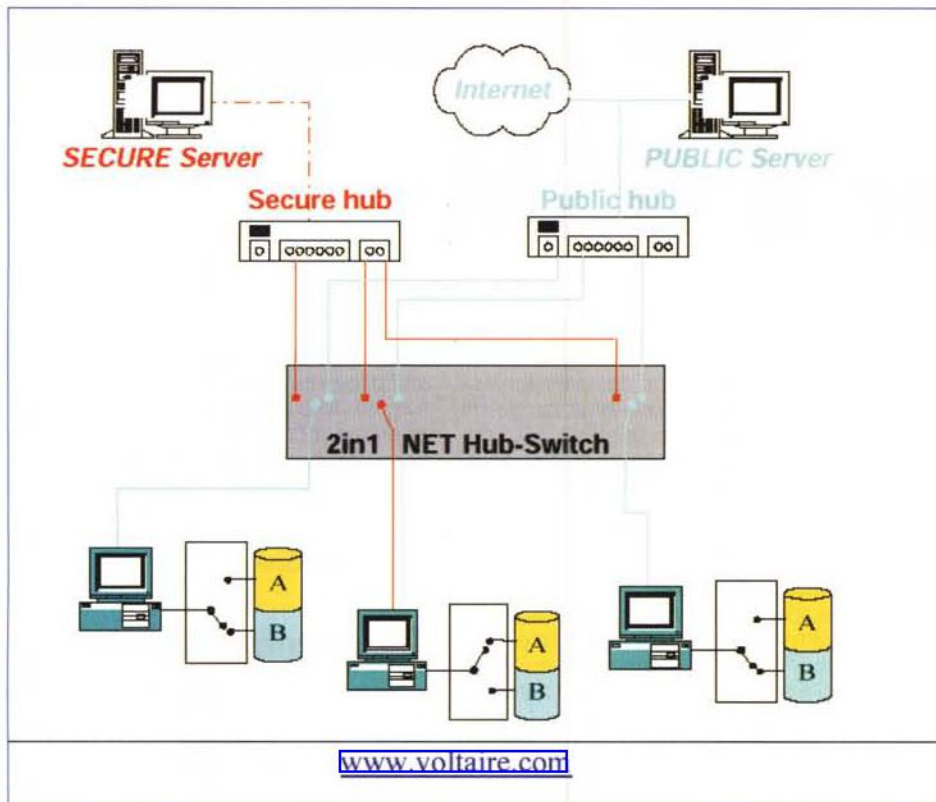 Internet
SECURE Server
PUBLIC Server
Secure hub
Public hub
2in1 NET Hub-Switch
A
B
A
B
A
B
www.voltaire.com